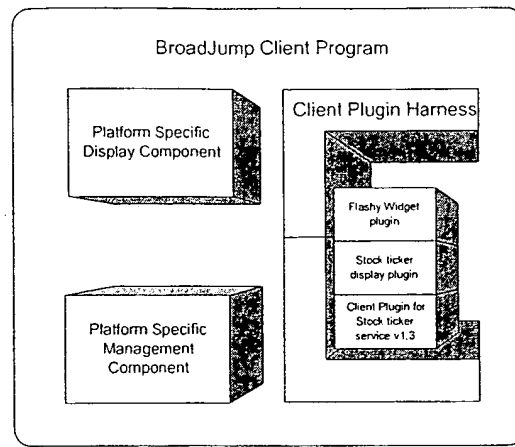 BroadJump Client Program
Platform Specific
Display Component
Client Plugin Harness
Flashy Widget
plugin
Stock ticker
display plugin
Client Plugin for
Stock ticker
service v1.3
Platform Specific
Management
Component